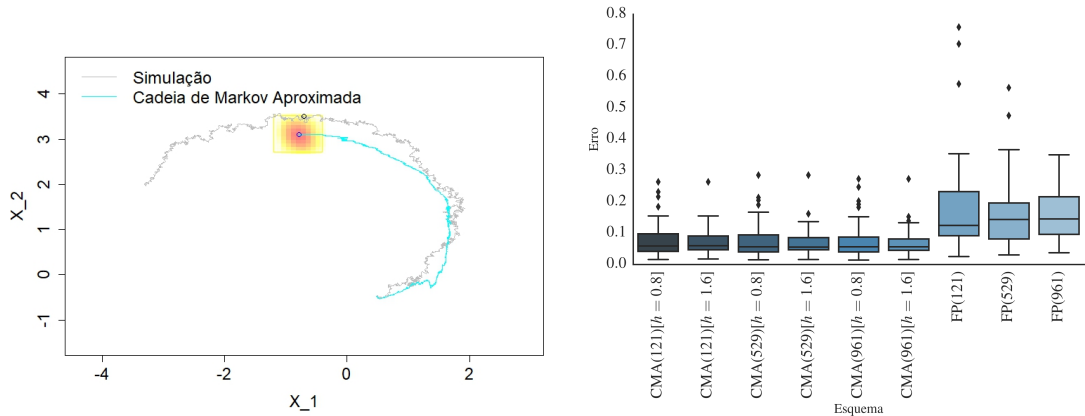 Simulação
Cadeia de Markov Aproximada
4
3
2
1
0
-1
X_2
-4
-2
0
2
X_1
0.8
0.7
0.6
0.5
0.4
0.3
0.2
0.1
0.0
Erro
CMA(121)[h = 0.8]
CMA(121)[h = 1.6]
CMA(529)[h = 0.8]
CMA(529)[h = 1.6]
CMA(961)[h = 0.8]
CMA(961)[h = 1.6]
FP(121)
FP(529)
FP(961)
Esquema